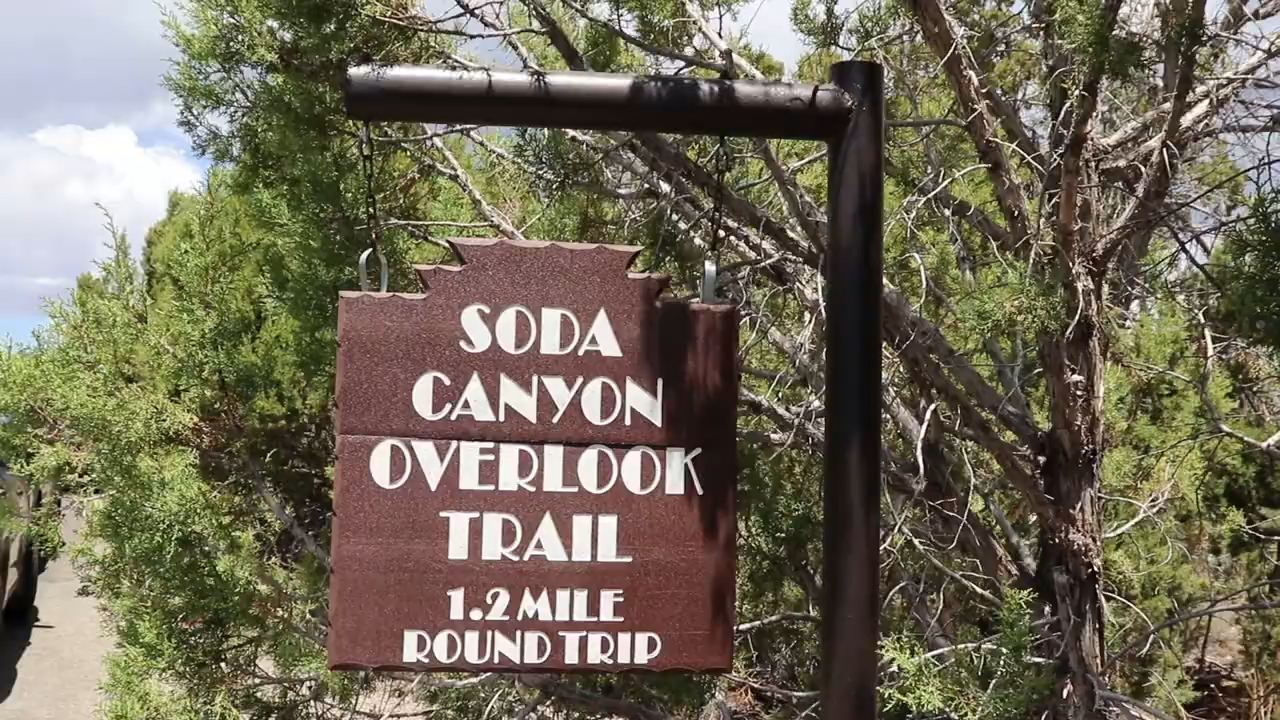 SODA
CANYON
OVERLOOK
TRAIL
1.2 MILE
ROUND TRIP